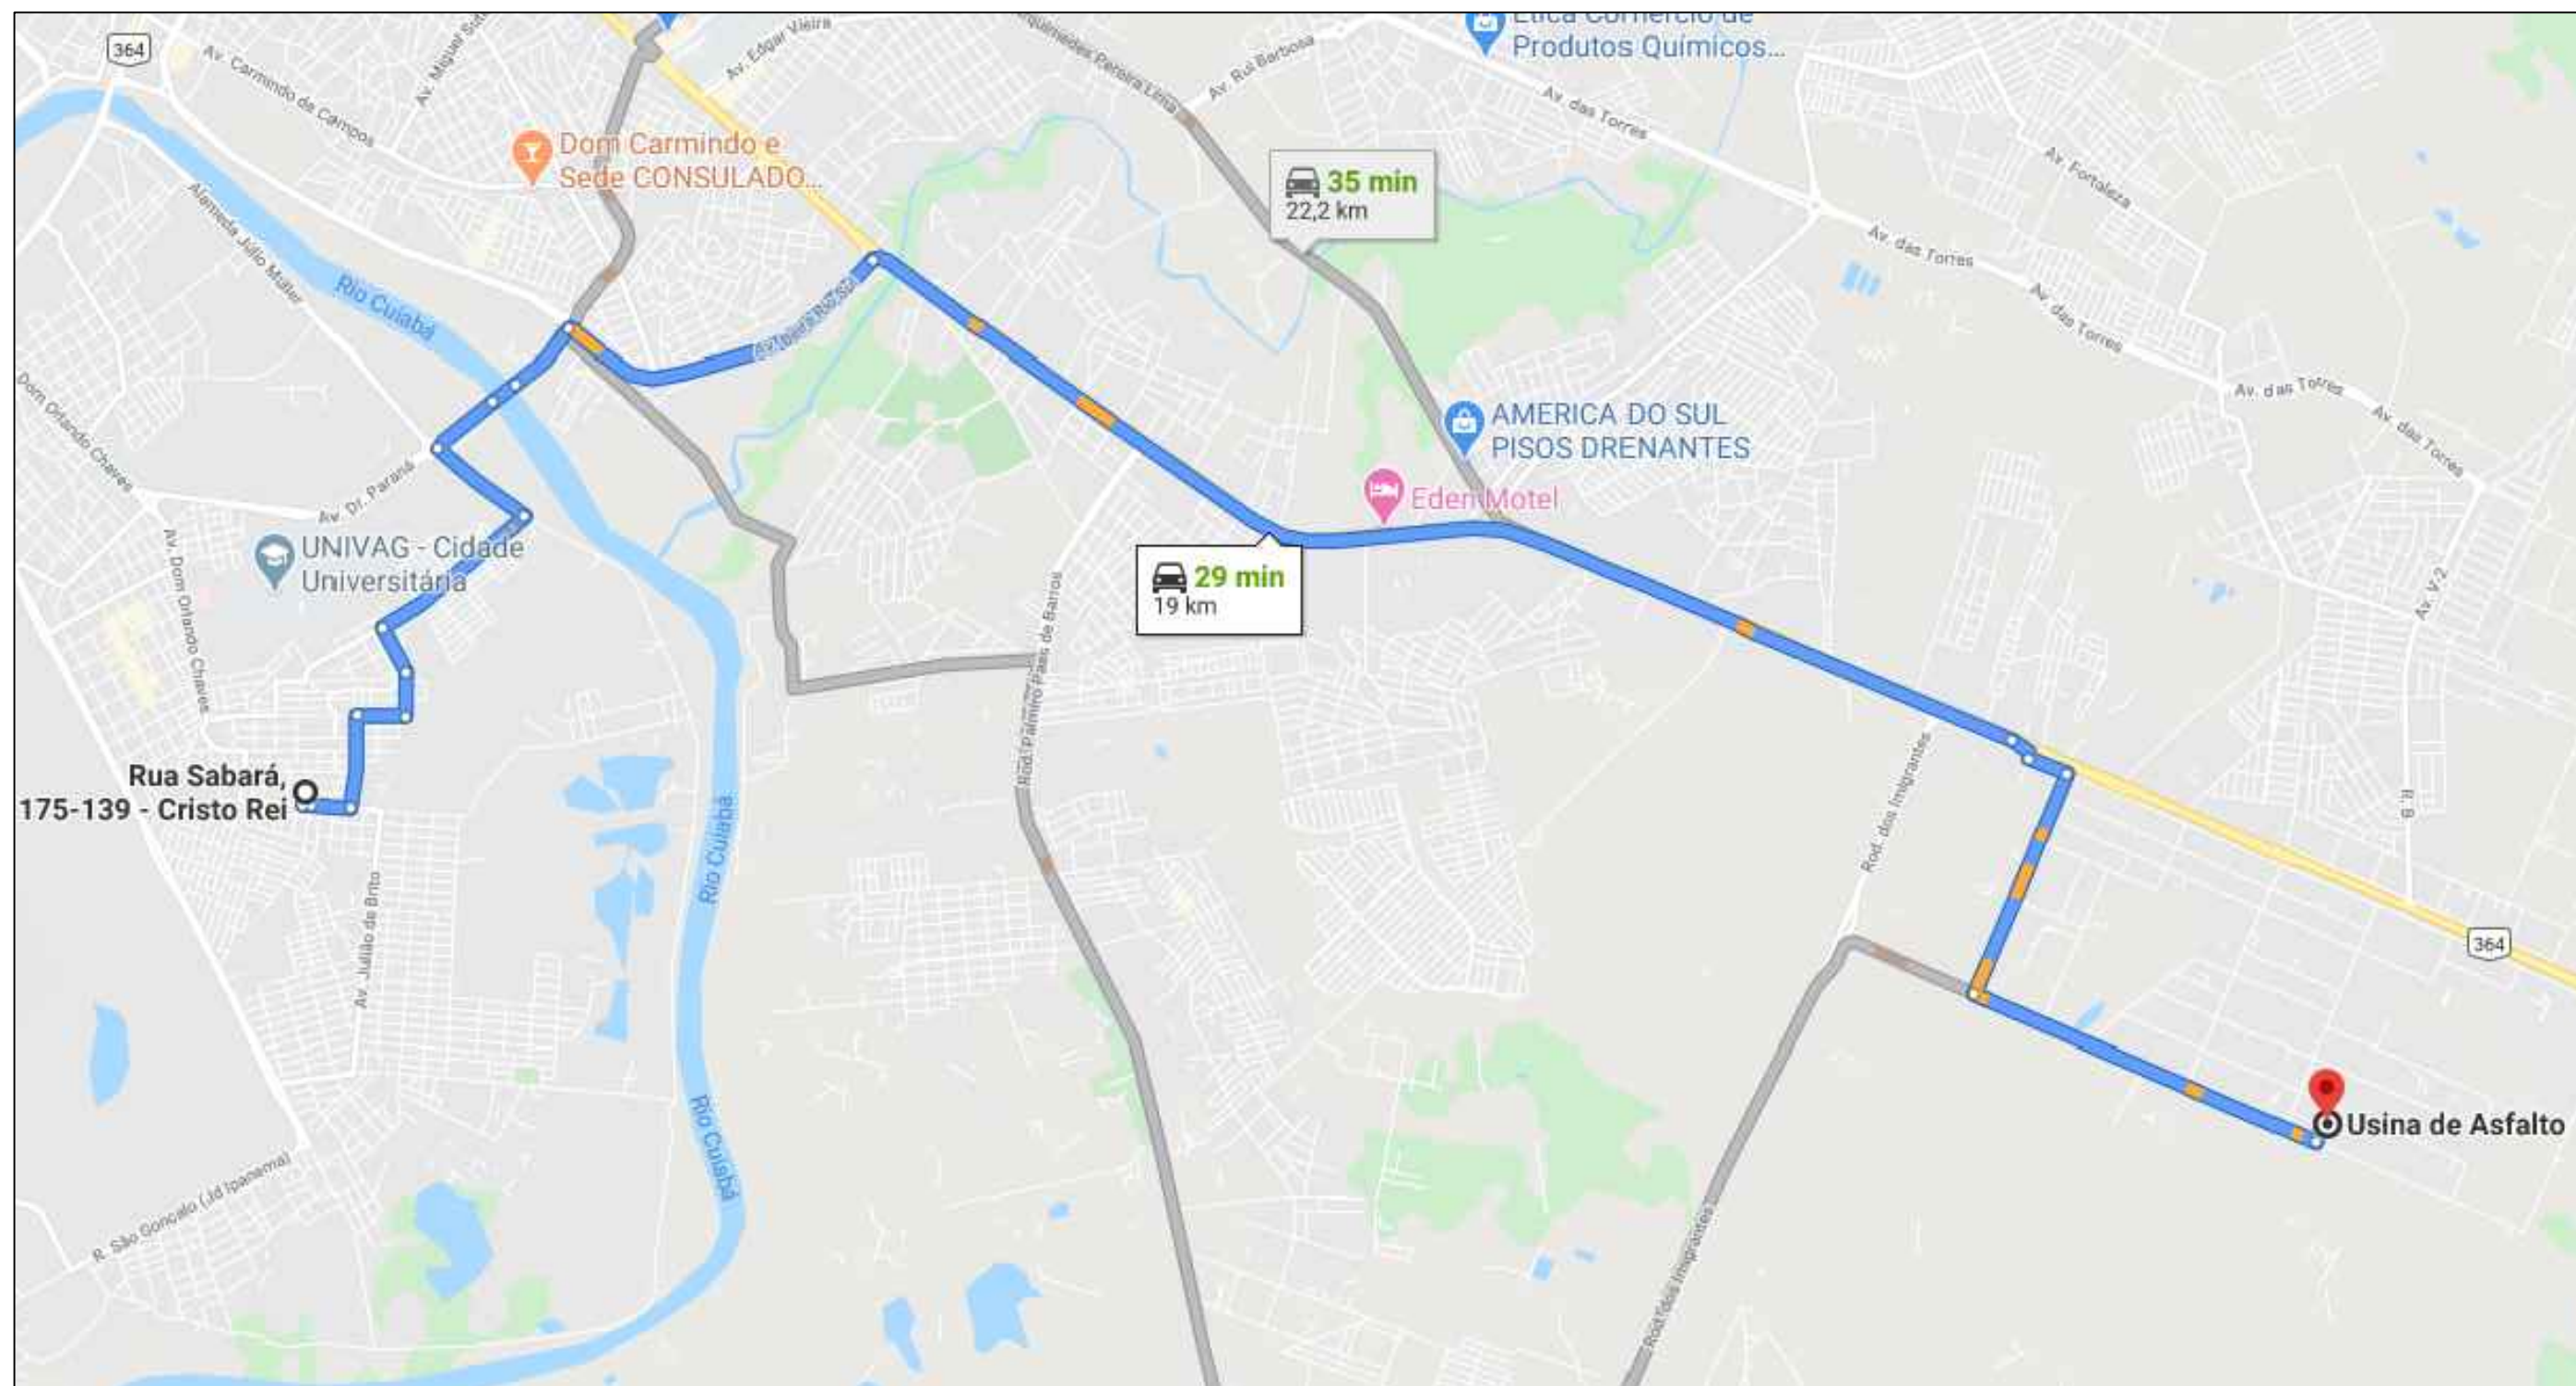 364
Av. Carmindo de Campos
Av. Edgar Vieira
Arquimedes Pereira Lima
Av. Rui Barbosa
Produtos Químicos...
Av. das Torres
Av. Fortaleza
Dom Carmindo e
Sede CONSULADO...
35 min
22,2 km
Alameda Júlio Müller
Rio Cuiabá
Av. das Torres
Av. das Torres
Av. das Torres
Av. das Torres
Dom Orlando Chaves
AMERICA DO SUL
PISOS DRENANTES
Eden Motel
Av. Dr. Paraná
UNIVAG - Cidade
Universitária
29 min
19 km
Av. Dom Orlando Chaves
Rod. Palmiro Paes de Barros
Av. V-2
Rua Sabará,
175-139 - Cristo Rei
Rod. dos Imigrantes
R. B
Rio Cuiabá
Av. Julião de Brito
364
Usina de Asfalto
Rio Cuiabá
R. São Gonçalo (Jd Ipanema)
Rod. dos Imigrantes